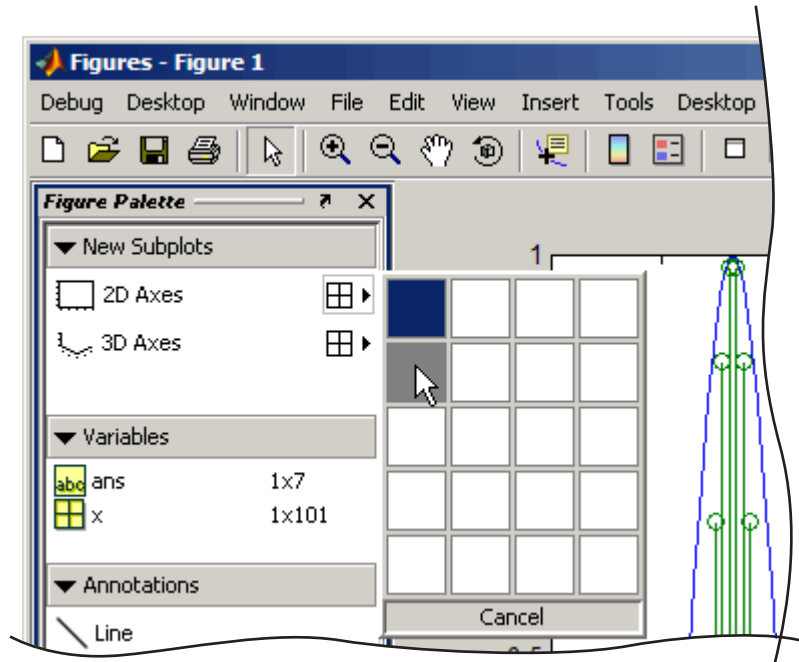 Figures - Figure 1
Debug Desktop Window File Edit View Insert Tools Desktop
Figure Palette
New Subplots
1
2D Axes
3D Axes
Variables
abc ans 1x7
x 1x101
Annotations
Cancel
Line